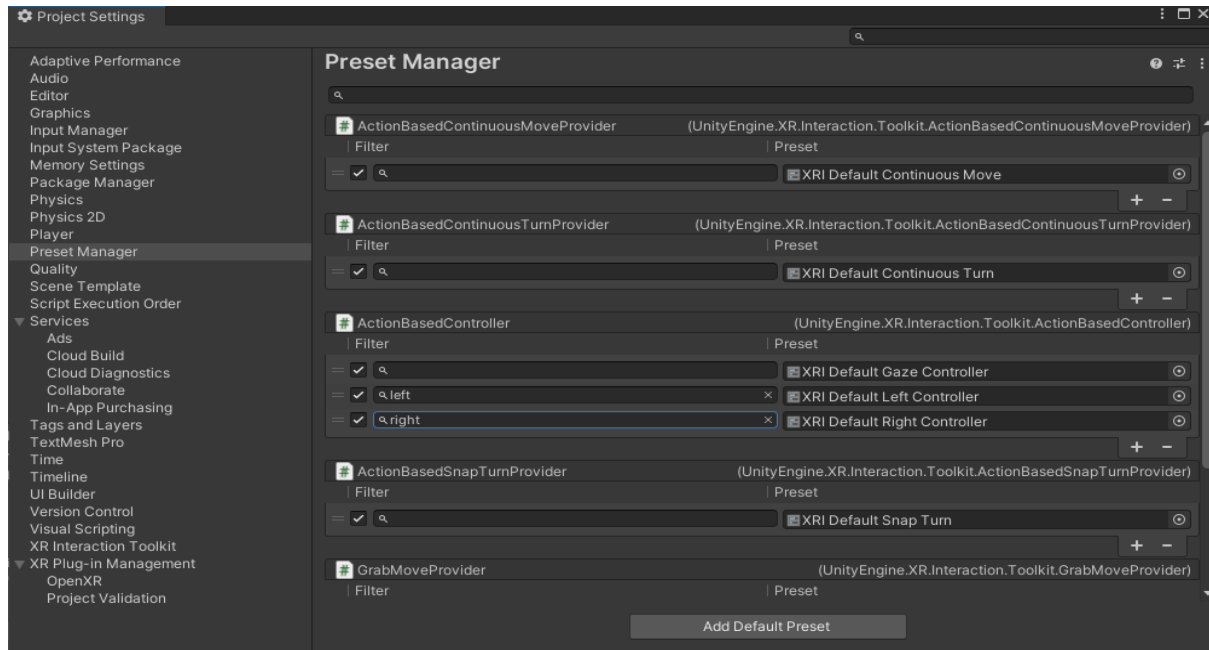 Project Settings
Adaptive Performance
Audio
Editor
Graphics
Input Manager
Input System Package
Memory Settings
Package Manager
Physics
Physics 2D
Player
Preset Manager
Quality
Scene Template
Script Execution Order
Services
Ads
Cloud Build
Cloud Diagnostics
Collaborate
In-App Purchasing
Tags and Layers
TextMesh Pro
Time
Timeline
UI Builder
Version Control
Visual Scripting
XR Interaction Toolkit
XR Plug-in Management
OpenXR
Project Validation
Preset Manager
ActionBasedContinuousMoveProvider (UnityEngine.XR.Interaction.Toolkit.ActionBasedContinuousMoveProvider)
Filter Preset
XRI Default Continuous Move
ActionBasedContinuousTurnProvider (UnityEngine.XR.Interaction.Toolkit.ActionBasedContinuousTurnProvider)
Filter Preset
XRI Default Continuous Turn
ActionBasedController (UnityEngine.XR.Interaction.Toolkit.ActionBasedController)
Filter Preset
XRI Default Gaze Controller
left XRI Default Left Controller
right XRI Default Right Controller
ActionBasedSnapTurnProvider (UnityEngine.XR.Interaction.Toolkit.ActionBasedSnapTurnProvider)
Filter Preset
XRI Default Snap Turn
GrabMoveProvider (UnityEngine.XR.Interaction.Toolkit.GrabMoveProvider)
Filter Preset
Add Default Preset